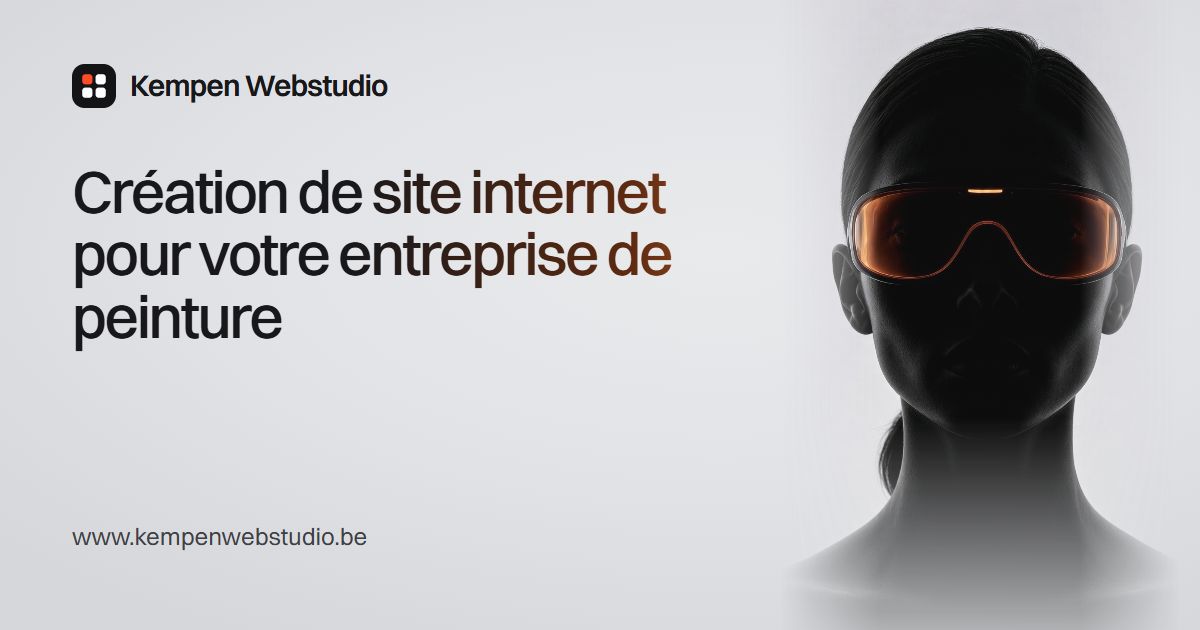 Kempen Webstudio
Création de site internet
pour votre entreprise de
peinture
www.kempenwebstudio.be